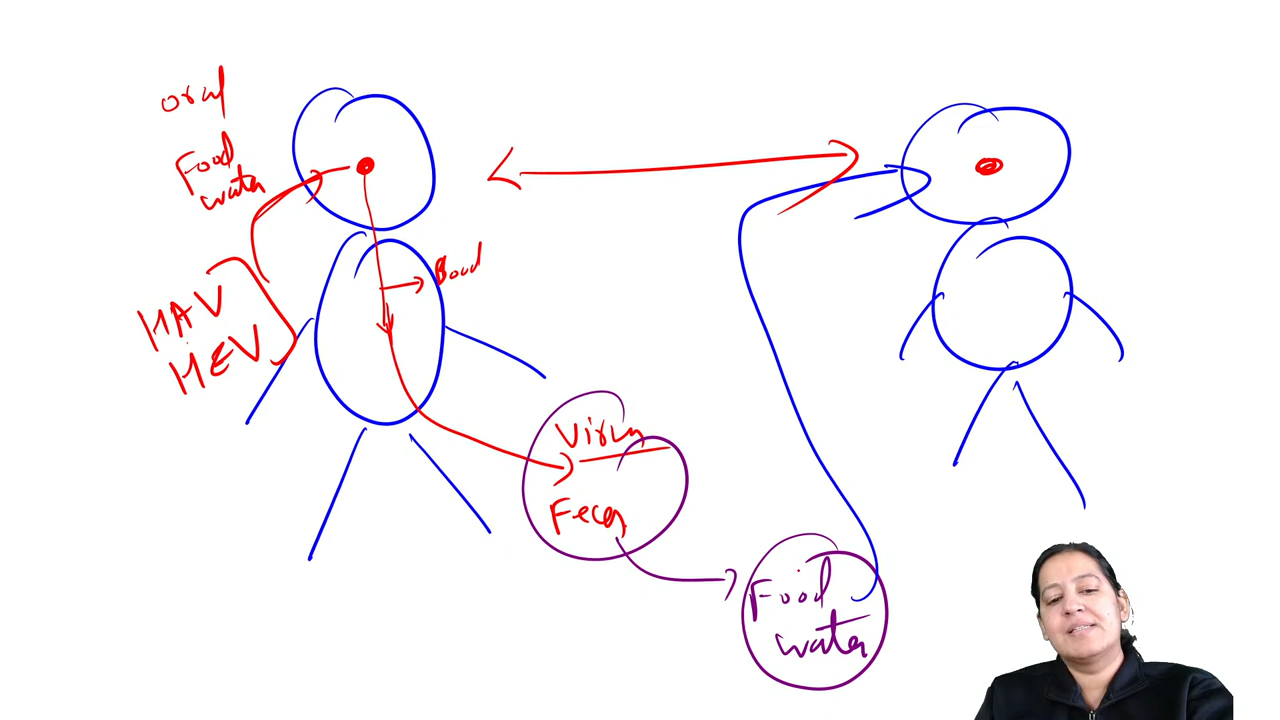 oral
Food
water
Blood
HAV
HEV
Virus
Feces
Food
water